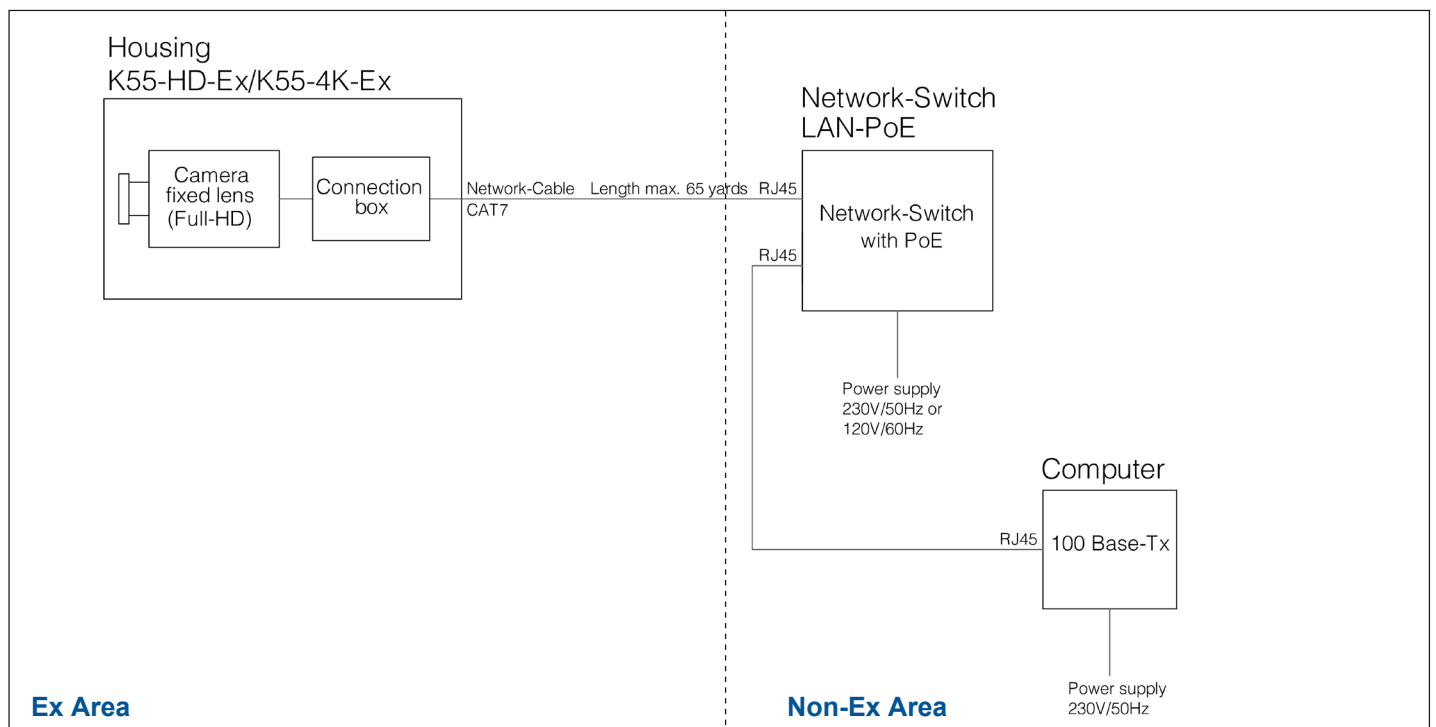 Housing
K55-HD-Ex/K55-4K-Ex
Camera
fixed lens
(Full-HD)
Connection
box
Network-Cable
CAT7
Length max. 65 yards
RJ45
Network-Switch
LAN-PoE
Network-Switch
with PoE
RJ45
Power supply
230V/50Hz or
120V/60Hz
Computer
RJ45
100 Base-Tx
Power supply
230V/50Hz
Ex Area
Non-Ex Area